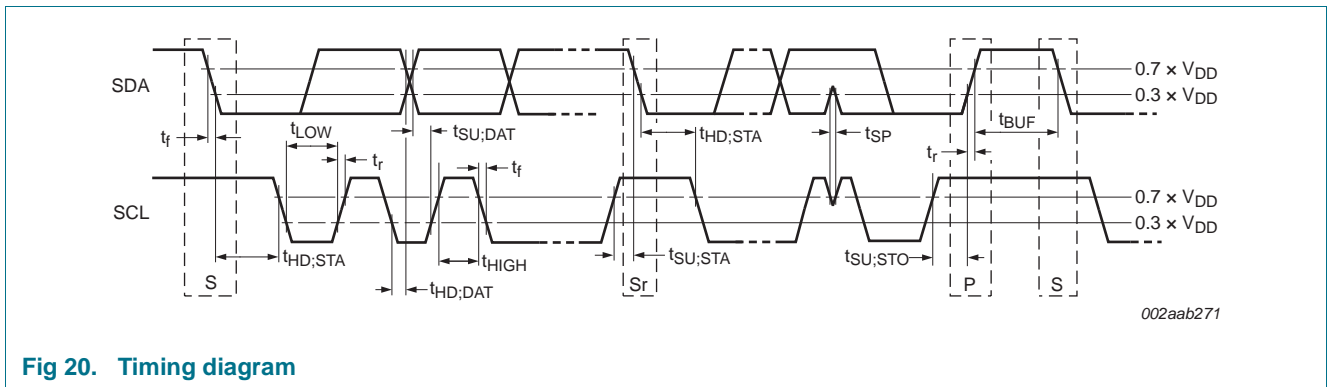 SDA
0.7 × VDD
0.3 × VDD
tf
tLOW
tSU;DAT
tHD;STA
tSP
tBUF
tr
tr
tf
SCL
0.7 × VDD
0.3 × VDD
tHD;STA
tHIGH
tSU;STA
tSU;STO
S
tHD;DAT
Sr
P
S
002aab271
Fig 20. Timing diagram